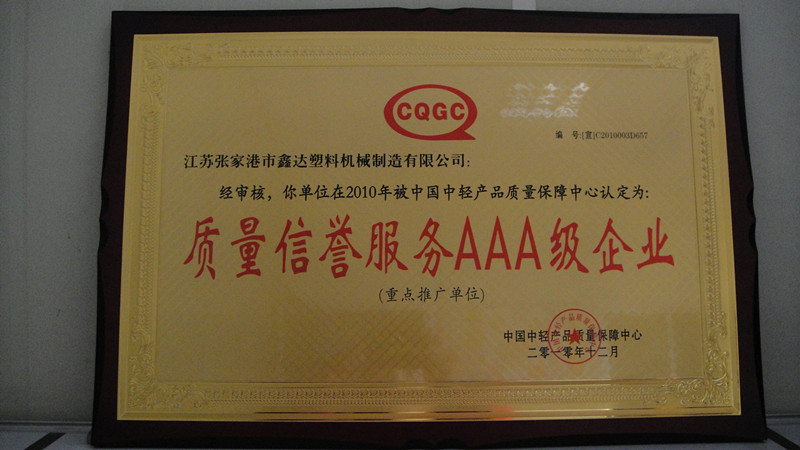 CQGC
编 号:[宣]C2010003D657
江苏张家港市鑫达塑料机械制造有限公司:
经审核，你单位在2010年被中国中轻产品质量保障中心认定为:
质量信誉服务AAA级企业
(重点推广单位)
中国中轻产品质量保障中心
二零一零年十二月